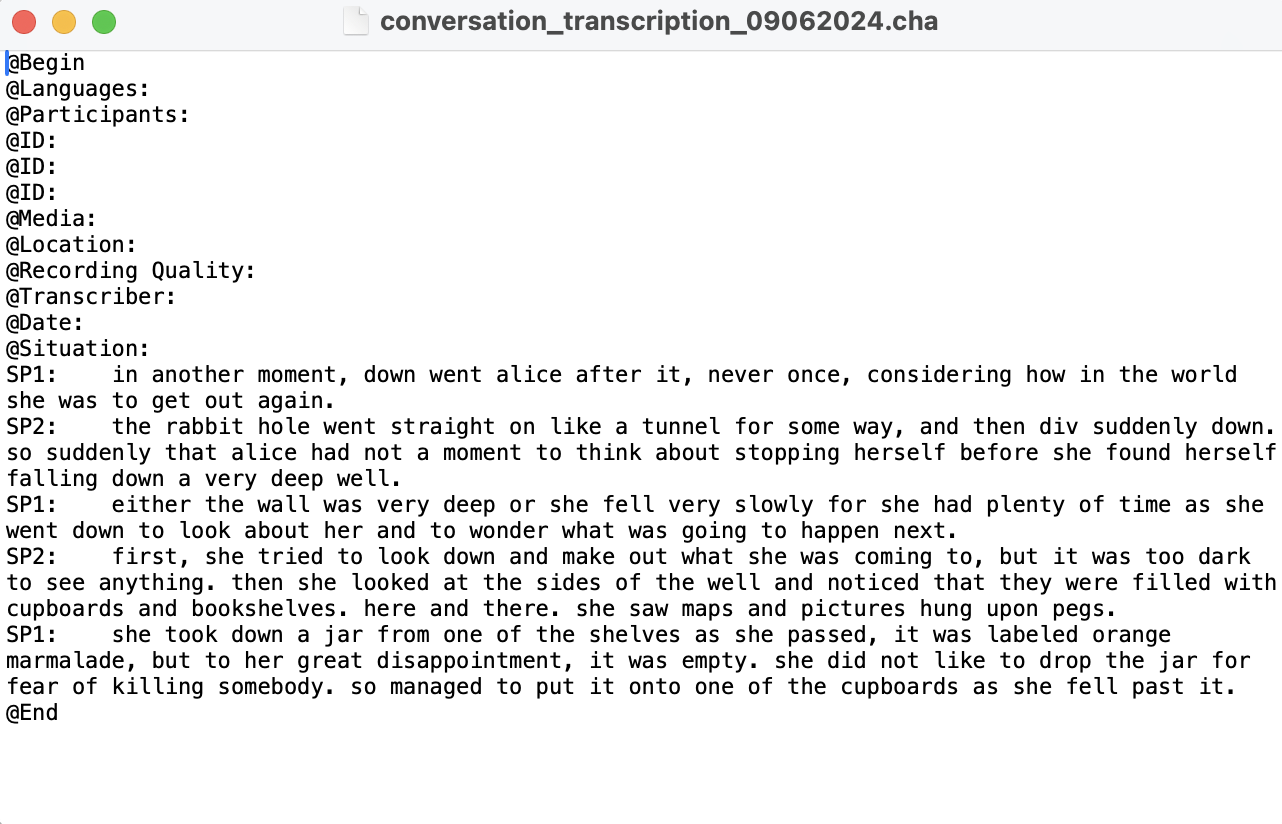 conversation_transcription_09062024.cha
@Begin
@Languages:
@Participants:
@ID:
@ID:
@ID:
@Media:
@Location:
@Recording Quality:
@Transcriber:
@Date:
@Situation:
SP1:    in another moment, down went alice after it, never once, considering how in the world
she was to get out again.
SP2:    the rabbit hole went straight on like a tunnel for some way, and then div suddenly down.
so suddenly that alice had not a moment to think about stopping herself before she found herself
falling down a very deep well.
SP1:    either the wall was very deep or she fell very slowly for she had plenty of time as she
went down to look about her and to wonder what was going to happen next.
SP2:    first, she tried to look down and make out what she was coming to, but it was too dark
to see anything. then she looked at the sides of the well and noticed that they were filled with
cupboards and bookshelves. here and there. she saw maps and pictures hung upon pegs.
SP1:    she took down a jar from one of the shelves as she passed, it was labeled orange
marmalade, but to her great disappointment, it was empty. she did not like to drop the jar for
fear of killing somebody. so managed to put it onto one of the cupboards as she fell past it.
@End